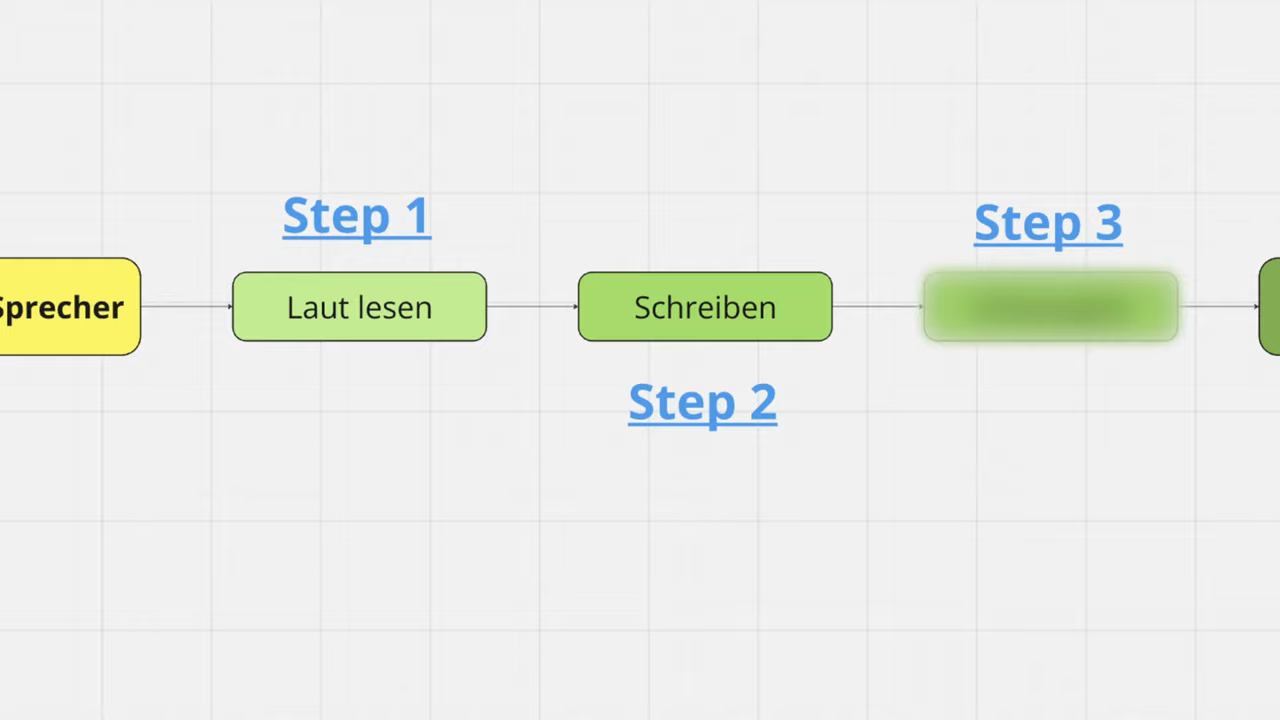 Step 1
Step 3
Sprecher
Laut lesen
Schreiben
Step 2